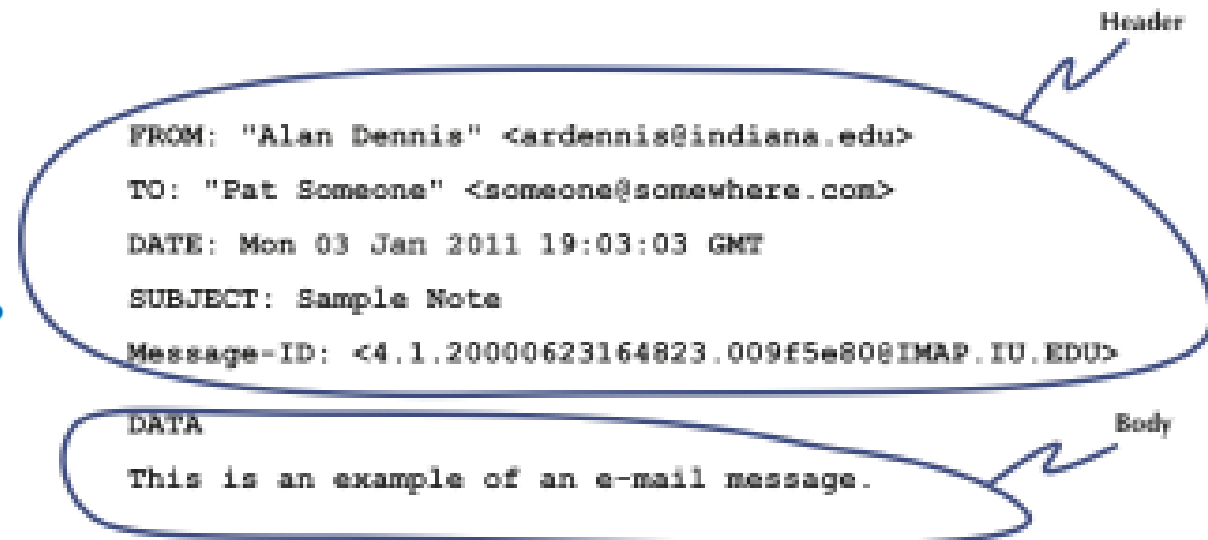 Header
FROM: "Alan Dennis" <ardennis@indiana.edu>
TO: "Pat Someone" <someone@somewhere.com>
DATE: Mon 03 Jan 2011 19:03:03 GMT
SUBJECT: Sample Note
Message-ID: <4.1.20000623164823.009f5e80@IMAP.IU.EDU>
DATA
Body
This is an example of an e-mail message.